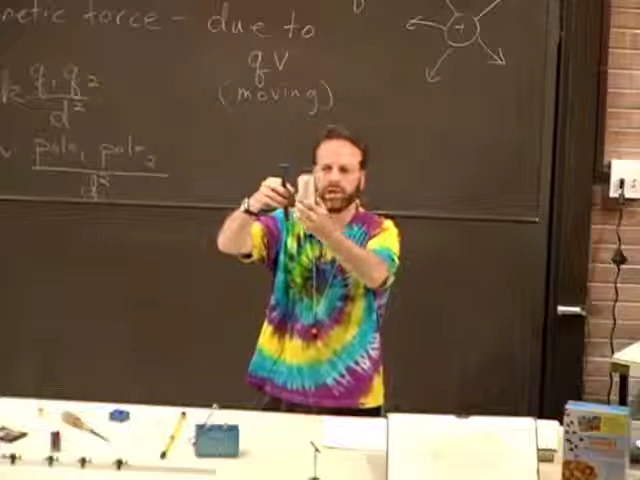 netic force - due to
qv
(moving)
k q₁q₂
d²
pole₁ pole₂
d²
+